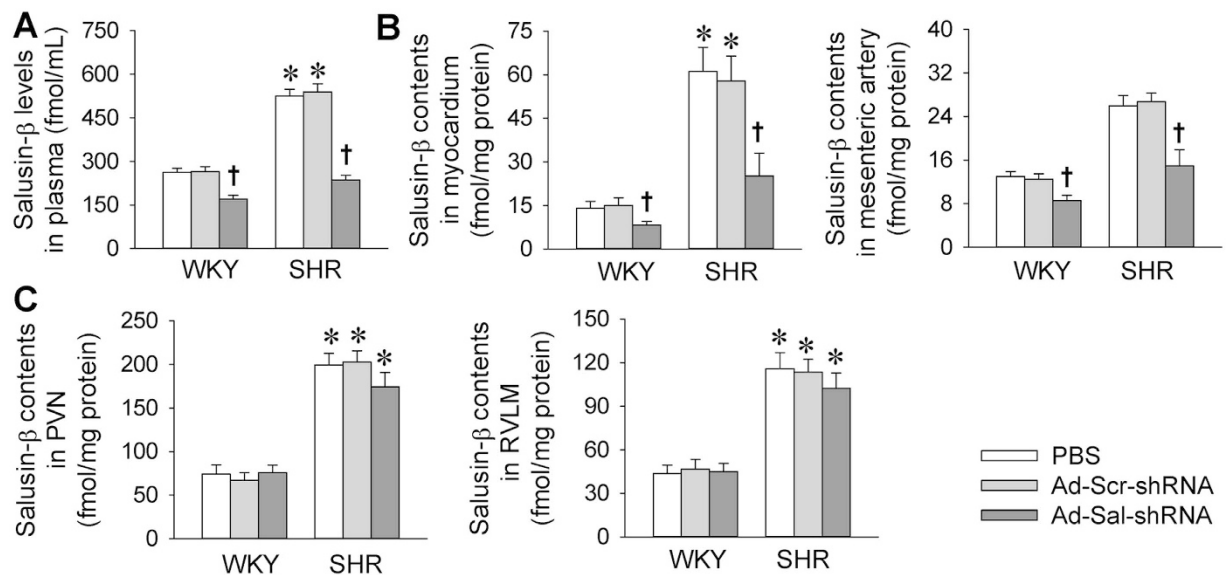 A
Salusin-β levels
in plasma (fmol/mL)
750
600
450
300
150
0
* *
†
†
WKY
SHR
B
Salusin-β contents
in myocardium
(fmol/mg protein)
75
60
45
30
15
0
* *
†
†
WKY
SHR
Salusin-β contents
in mesenteric artery
(fmol/mg protein)
40
32
24
16
8
0
†
†
WKY
SHR
C
Salusin-β contents
in PVN
(fmol/mg protein)
250
200
150
100
50
0
* * *
WKY
SHR
Salusin-β contents
in RVLM
(fmol/mg protein)
150
120
90
60
30
0
* * *
WKY
SHR
PBS
Ad-Scr-shRNA
Ad-Sal-shRNA